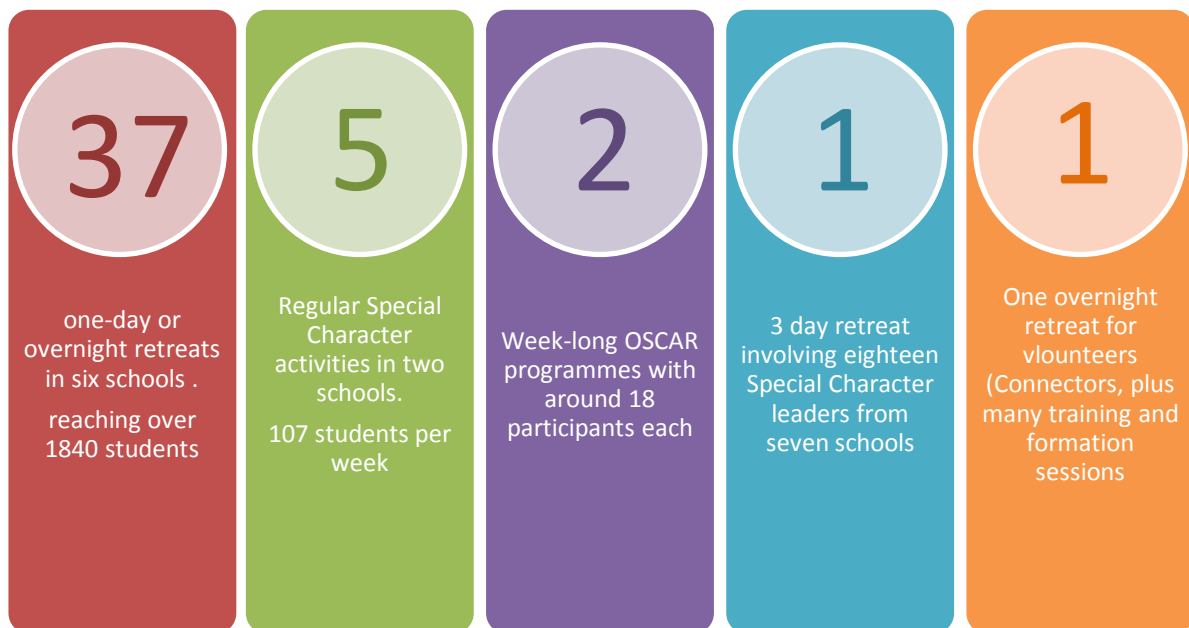 37
one-day or
overnight retreats
in six schools .
reaching over
1840 students
5
Regular Special
Character
activities in two
schools.
107 students per
week
2
Week-long OSCAR
programmes with
around 18
participants each
1
3 day retreat
involving eighteen
Special Character
leaders from
seven schools
1
One overnight
retreat for
vlounteers
(Connectors, plus
many training and
formation
sessions